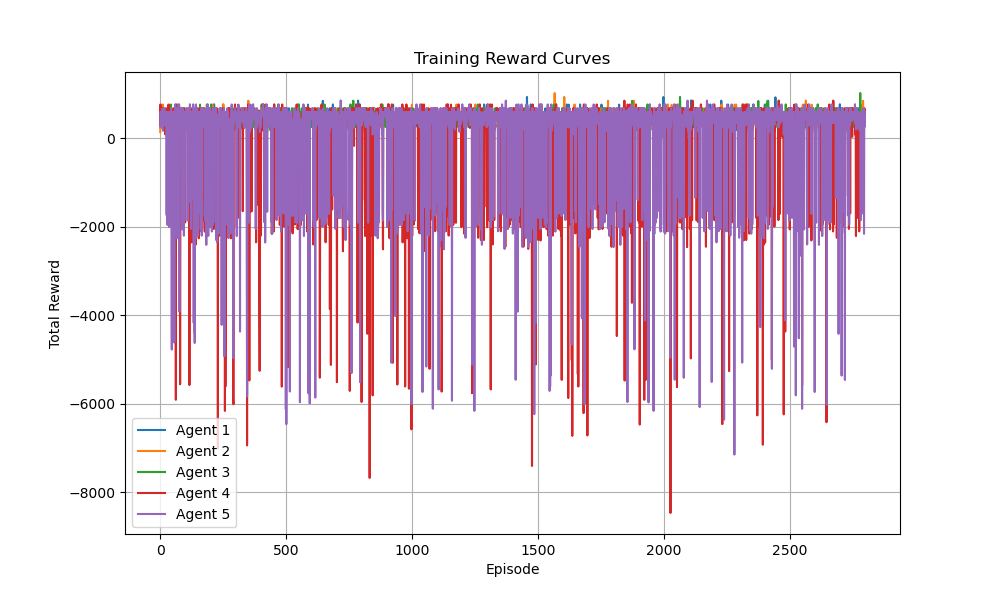 Training Reward Curves
0
−2000
−4000
−6000
−8000
Total Reward
Agent 1
Agent 2
Agent 3
Agent 4
Agent 5
0
500
1000
1500
2000
2500
Episode